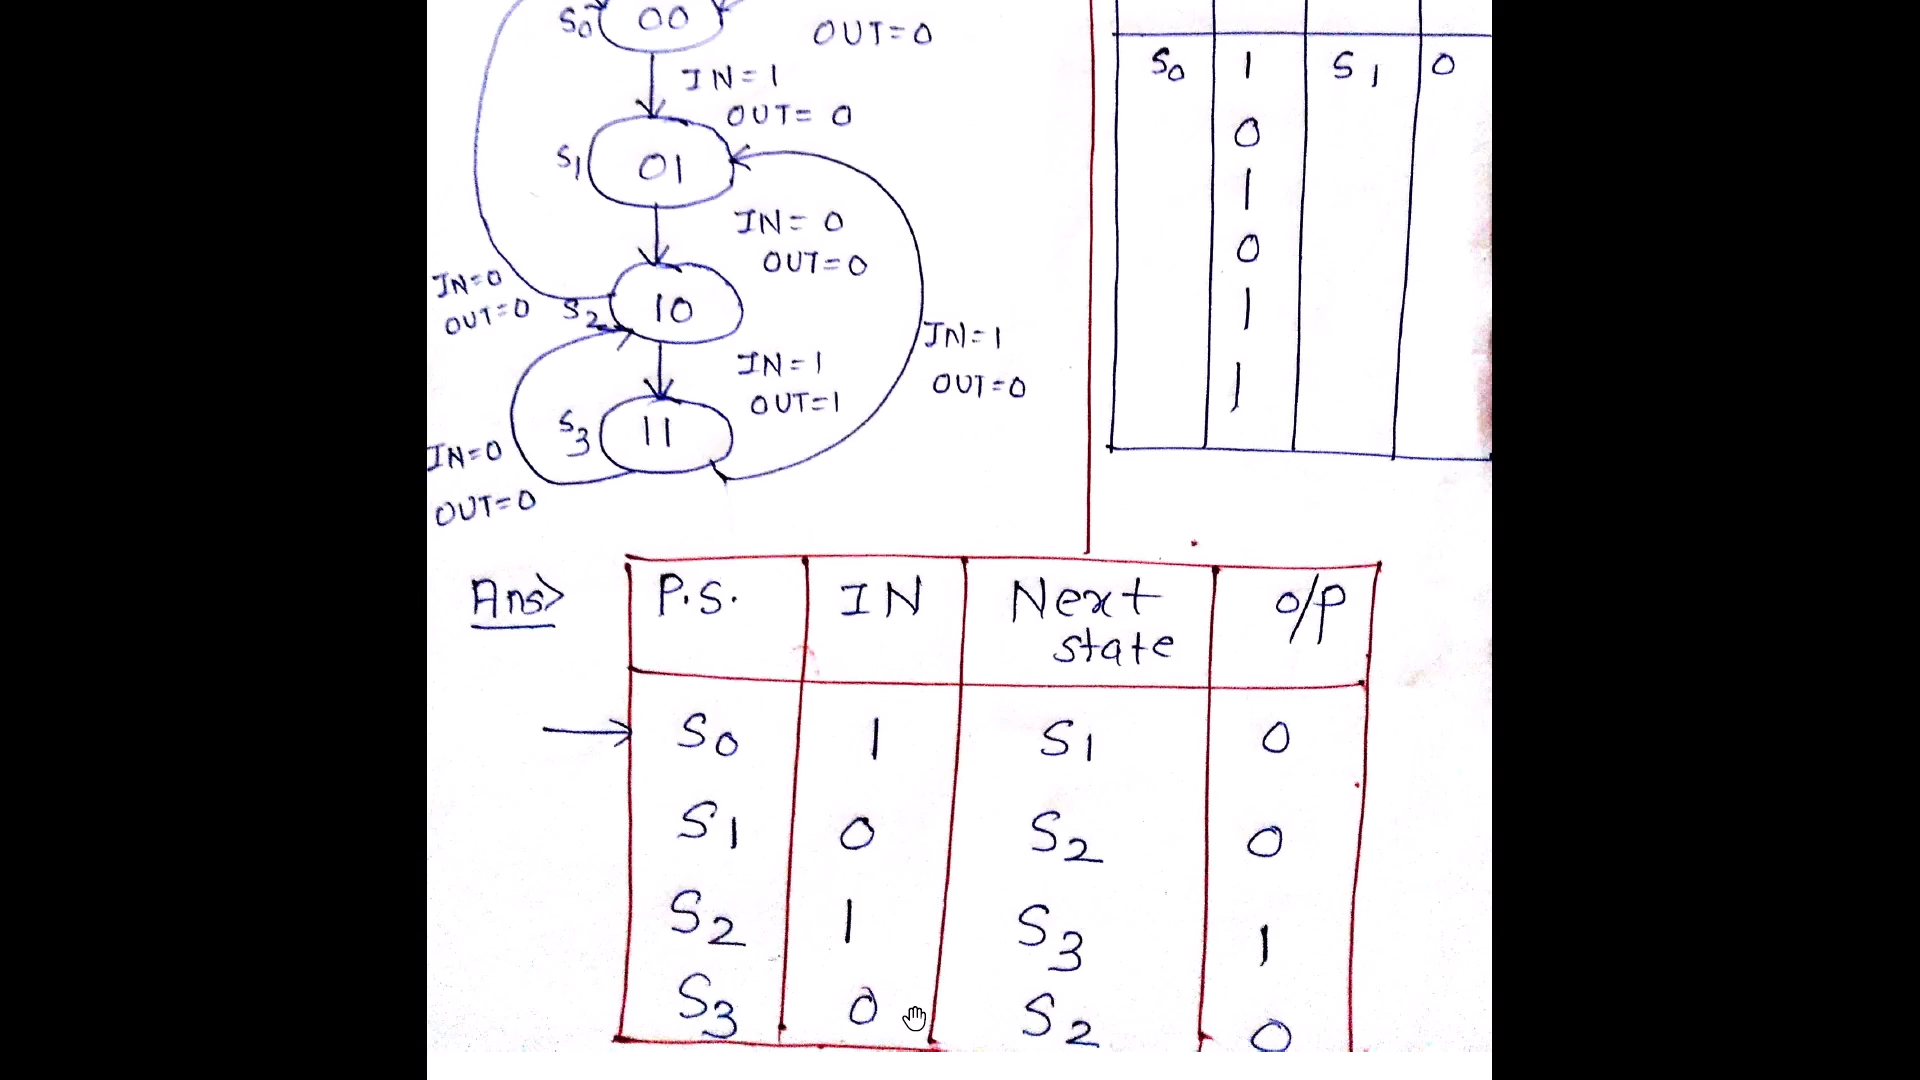 S0 00
OUT=0
IN=1
OUT=0
S1 01
IN=0
OUT=0
IN=0
OUT=0
S2 10
IN=1
OUT=0
IN=1
OUT=1
S3 11
IN=0
OUT=0
S0 1 S1 0
0
1
0
1
1
Ans> P.S. IN Next state O/P
S0 1 S1 0
S1 0 S2 0
S2 1 S3 1
S3 0 S2 0